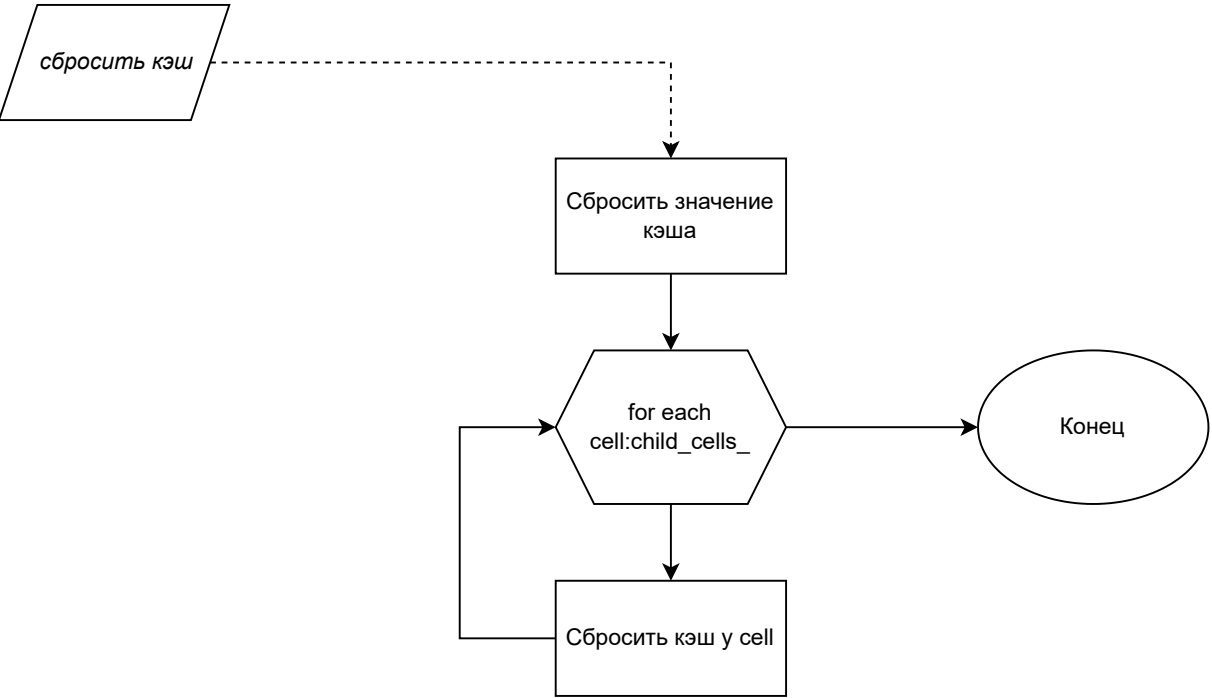 сбросить кэш
Сбросить значение
кэша
for each
cell:child_cells_
Конец
Сбросить кэш у cell